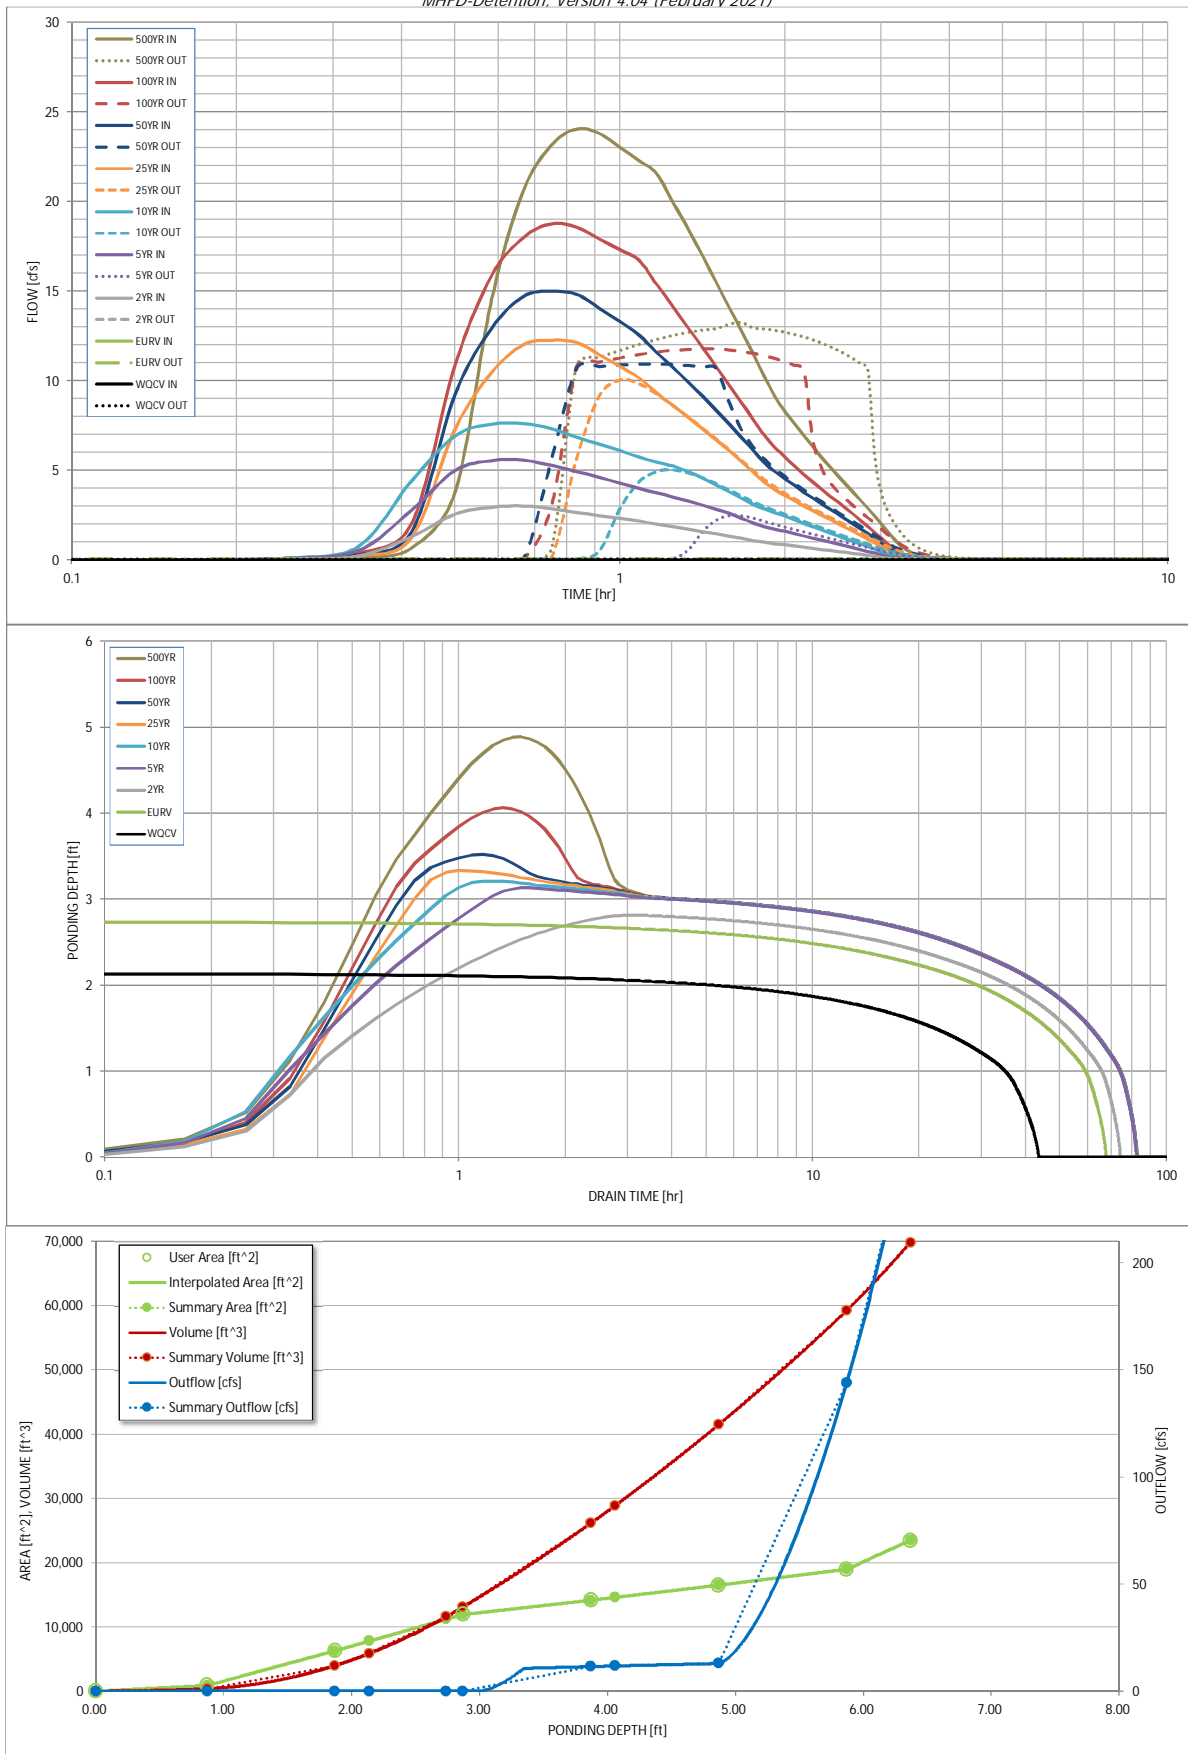 MHFD-Detention, Version 4.04 (February 2021)
30
25
20
15
10
5
0
FLOW [cfs]
500YR IN
500YR OUT
100YR IN
100YR OUT
50YR IN
50YR OUT
25YR IN
25YR OUT
10YR IN
10YR OUT
5YR IN
5YR OUT
2YR IN
2YR OUT
EURV IN
EURV OUT
WQCV IN
WQCV OUT
0.1
1
10
TIME [hr]
6
5
4
3
2
1
0
PONDING DEPTH [ft]
500YR
100YR
50YR
25YR
10YR
5YR
2YR
EURV
WQCV
0.1
1
10
100
DRAIN TIME [hr]
70,000
60,000
50,000
40,000
30,000
20,000
10,000
0
AREA [ft^2], VOLUME [ft^3]
User Area [ft^2]
Interpolated Area [ft^2]
Summary Area [ft^2]
Volume [ft^3]
Summary Volume [ft^3]
Outflow [cfs]
Summary Outflow [cfs]
200
150
100
50
0
OUTFLOW [cfs]
0.00
1.00
2.00
3.00
4.00
5.00
6.00
7.00
8.00
PONDING DEPTH [ft]